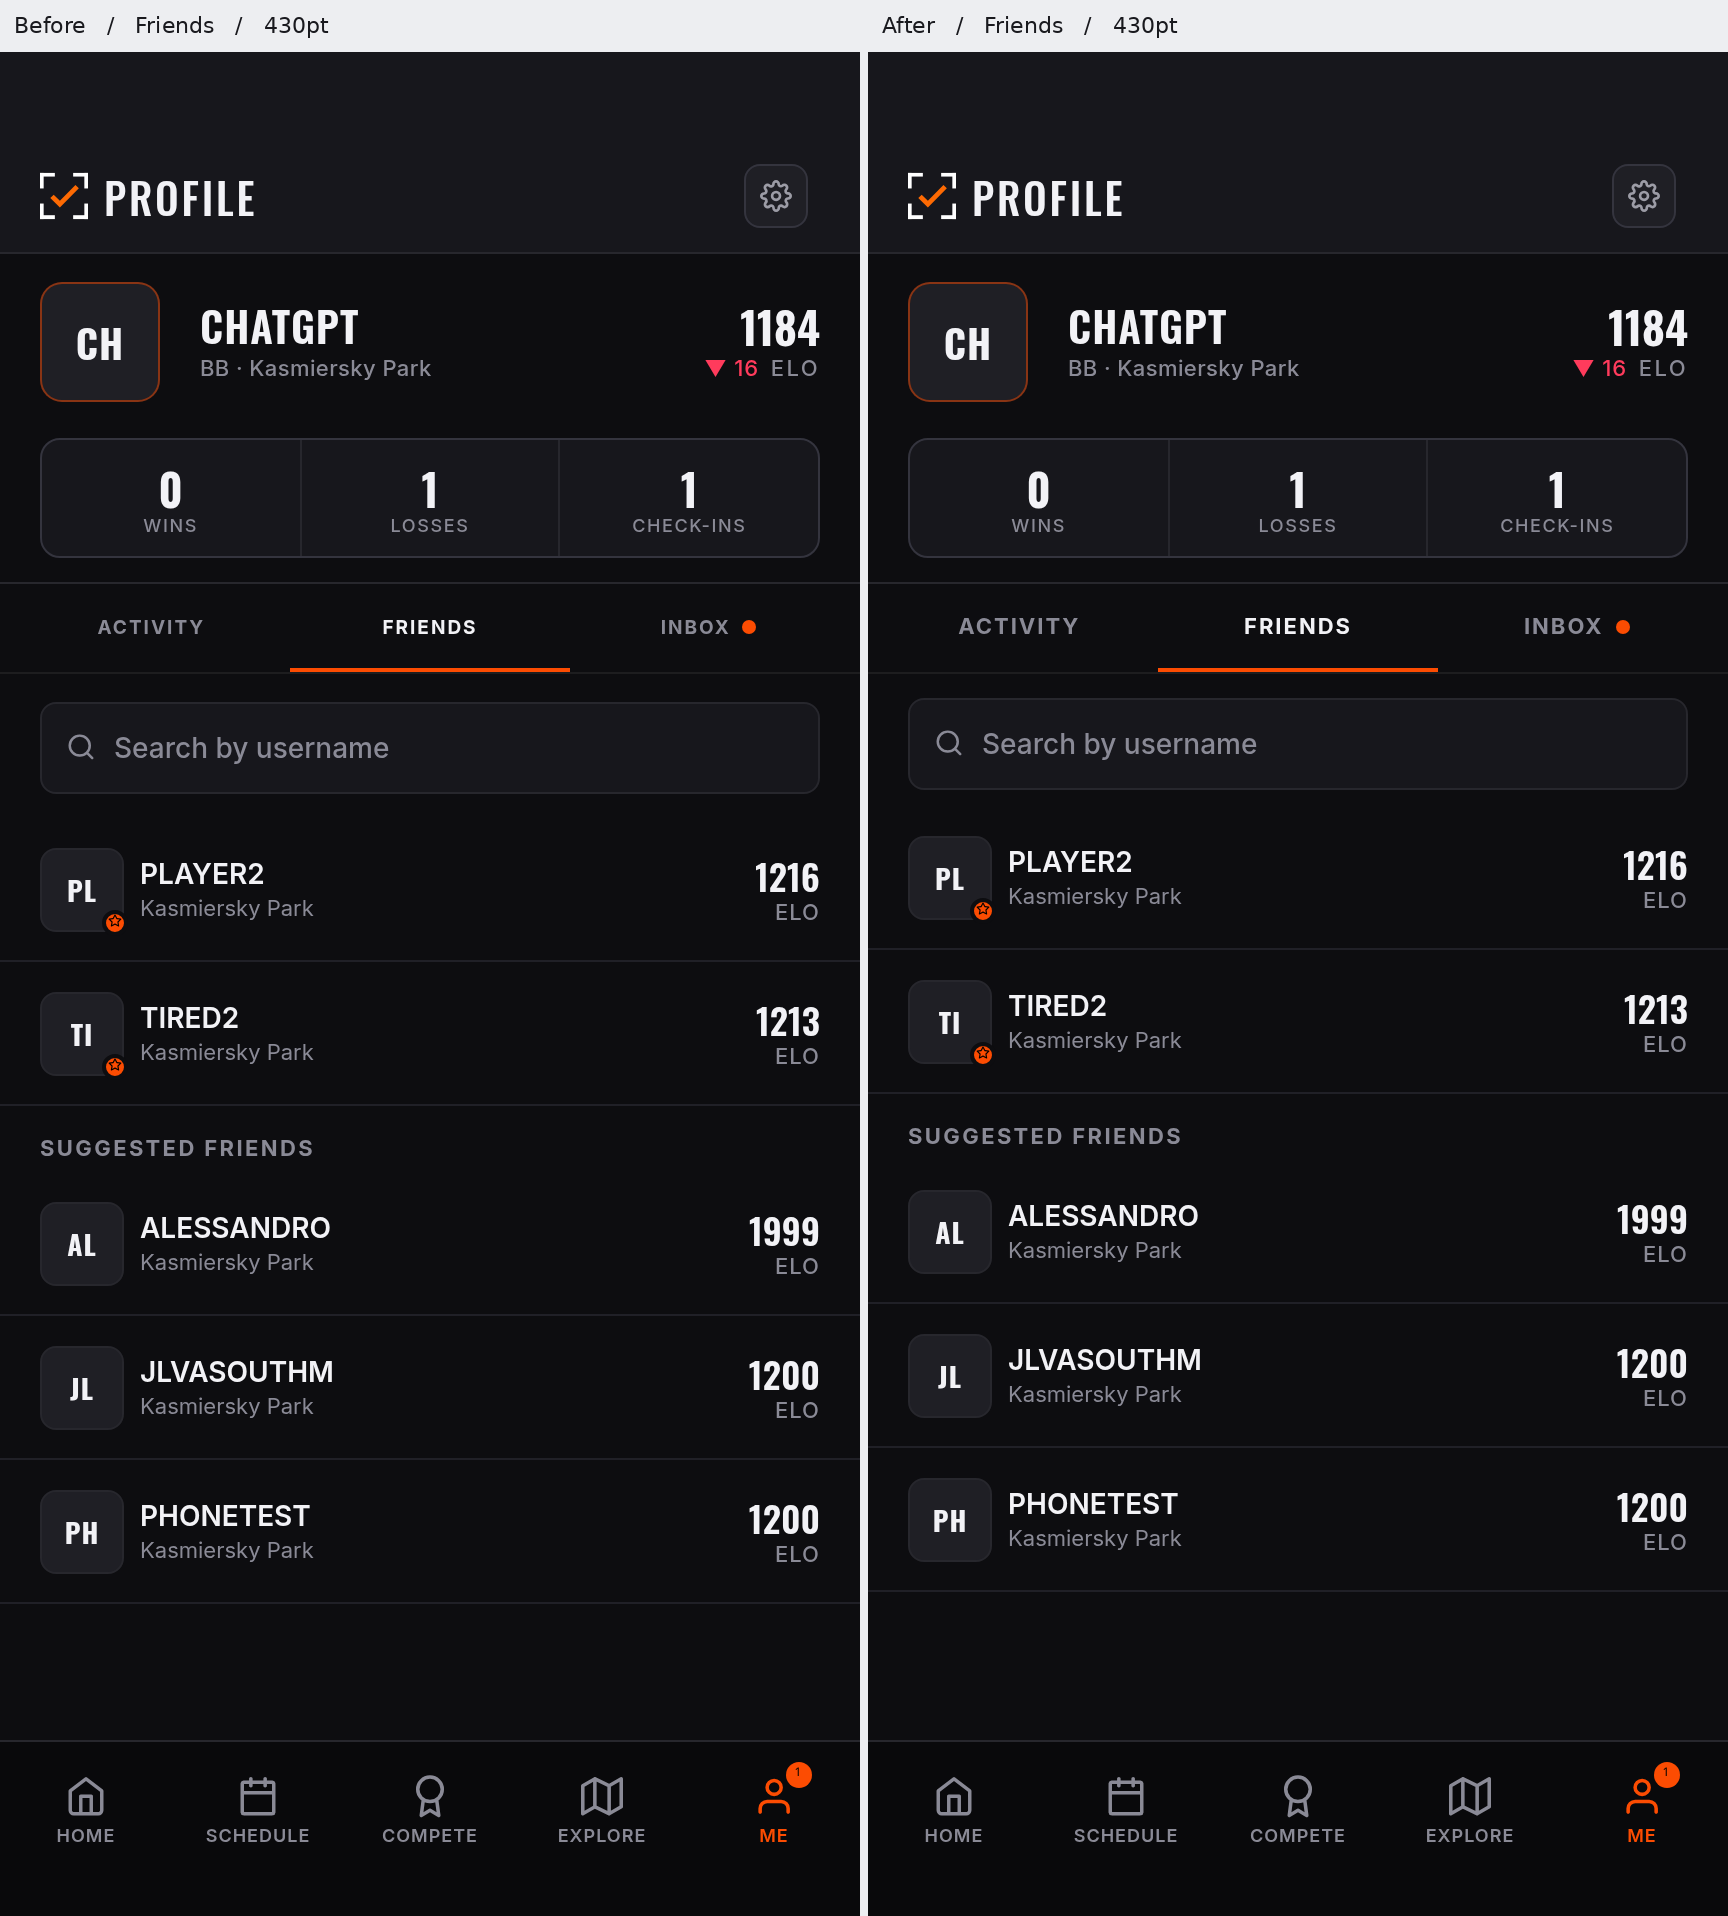 Before / Friends / 430pt
PROFILE
CH
CHATGPT
1184
BB · Kasmiersky Park
▼ 16 ELO
0
1
1
WINS
LOSSES
CHECK-INS
ACTIVITY
FRIENDS
INBOX
Search by username
PL
PLAYER2
1216
Kasmiersky Park
ELO
TI
TIRED2
1213
Kasmiersky Park
ELO
SUGGESTED FRIENDS
AL
ALESSANDRO
1999
Kasmiersky Park
ELO
JL
JLVASOUTHM
1200
Kasmiersky Park
ELO
PH
PHONETEST
1200
Kasmiersky Park
ELO
1
HOME
SCHEDULE
COMPETE
EXPLORE
ME
After / Friends / 430pt
PROFILE
CH
CHATGPT
1184
BB · Kasmiersky Park
▼ 16 ELO
0
1
1
WINS
LOSSES
CHECK-INS
ACTIVITY
FRIENDS
INBOX
Search by username
PL
PLAYER2
1216
Kasmiersky Park
ELO
TI
TIRED2
1213
Kasmiersky Park
ELO
SUGGESTED FRIENDS
AL
ALESSANDRO
1999
Kasmiersky Park
ELO
JL
JLVASOUTHM
1200
Kasmiersky Park
ELO
PH
PHONETEST
1200
Kasmiersky Park
ELO
1
HOME
SCHEDULE
COMPETE
EXPLORE
ME